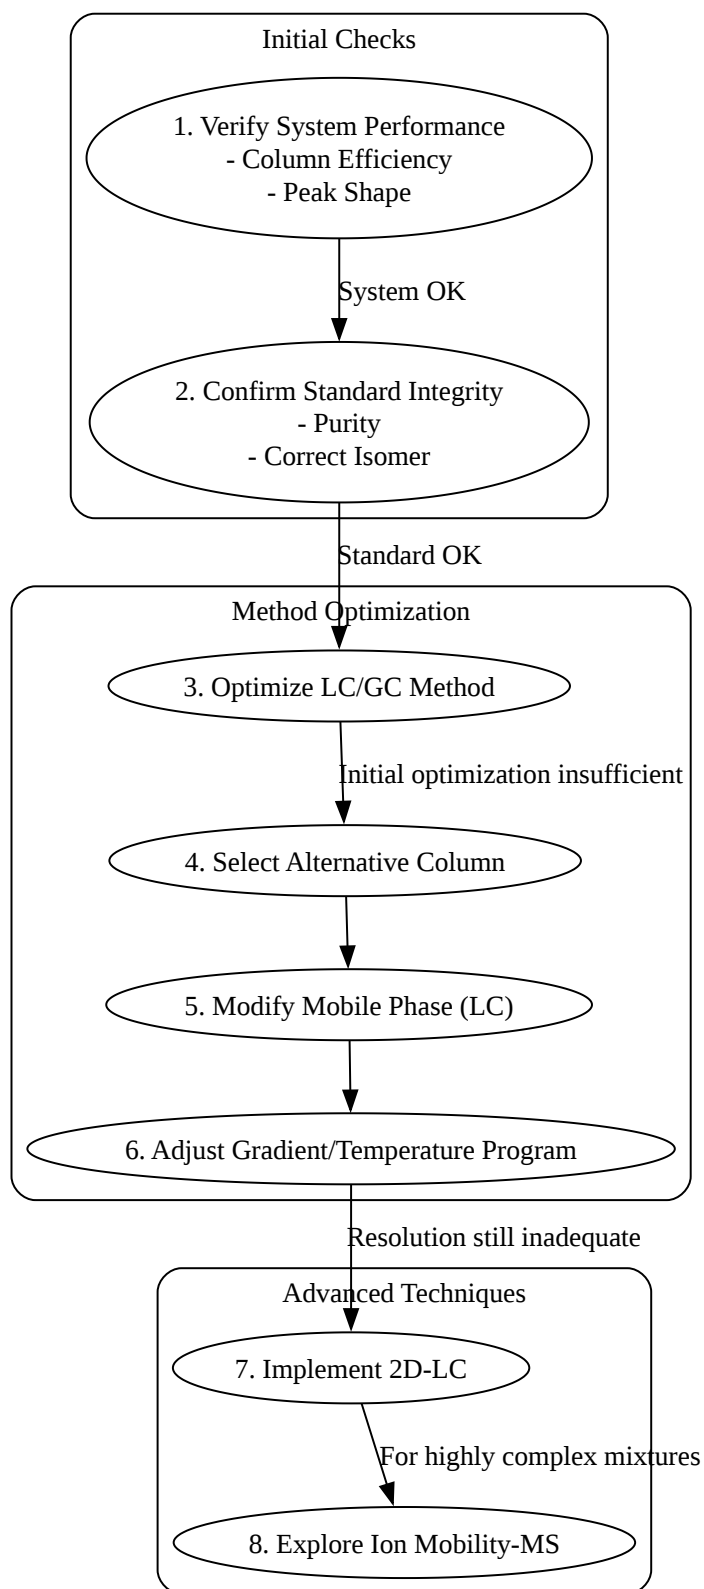 Initial Checks
1. Verify System Performance
- Column Efficiency
- Peak Shape
System OK
2. Confirm Standard Integrity
- Purity
- Correct Isomer
Standard OK
Method Optimization
3. Optimize LC/GC Method
Initial optimization insufficient
4. Select Alternative Column
5. Modify Mobile Phase (LC)
6. Adjust Gradient/Temperature Program
Resolution still inadequate
Advanced Techniques
7. Implement 2D-LC
For highly complex mixtures
8. Explore Ion Mobility-MS